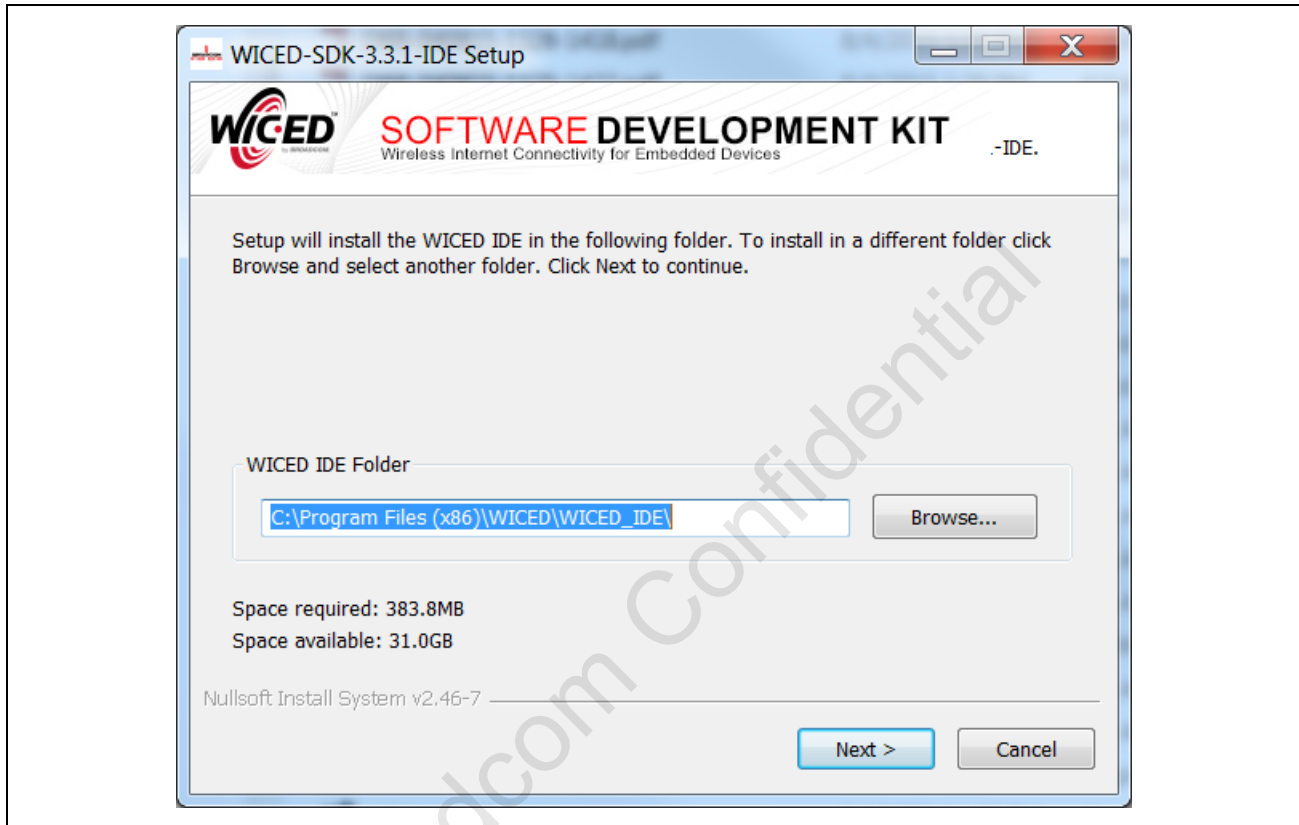 WICED-SDK-3.3.1-IDE Setup
WICED™
by BROADCOM
SOFTWARE DEVELOPMENT KIT
Wireless Internet Connectivity for Embedded Devices
.-IDE.
Setup will install the WICED IDE in the following folder. To install in a different folder click
Browse and select another folder. Click Next to continue.
WICED IDE Folder
C:\Program Files (x86)\WICED\WICED_IDE\
Browse...
Space required: 383.8MB
Space available: 31.0GB
Nullsoft Install System v2.46-7
Next >
Cancel
dcom Confidential